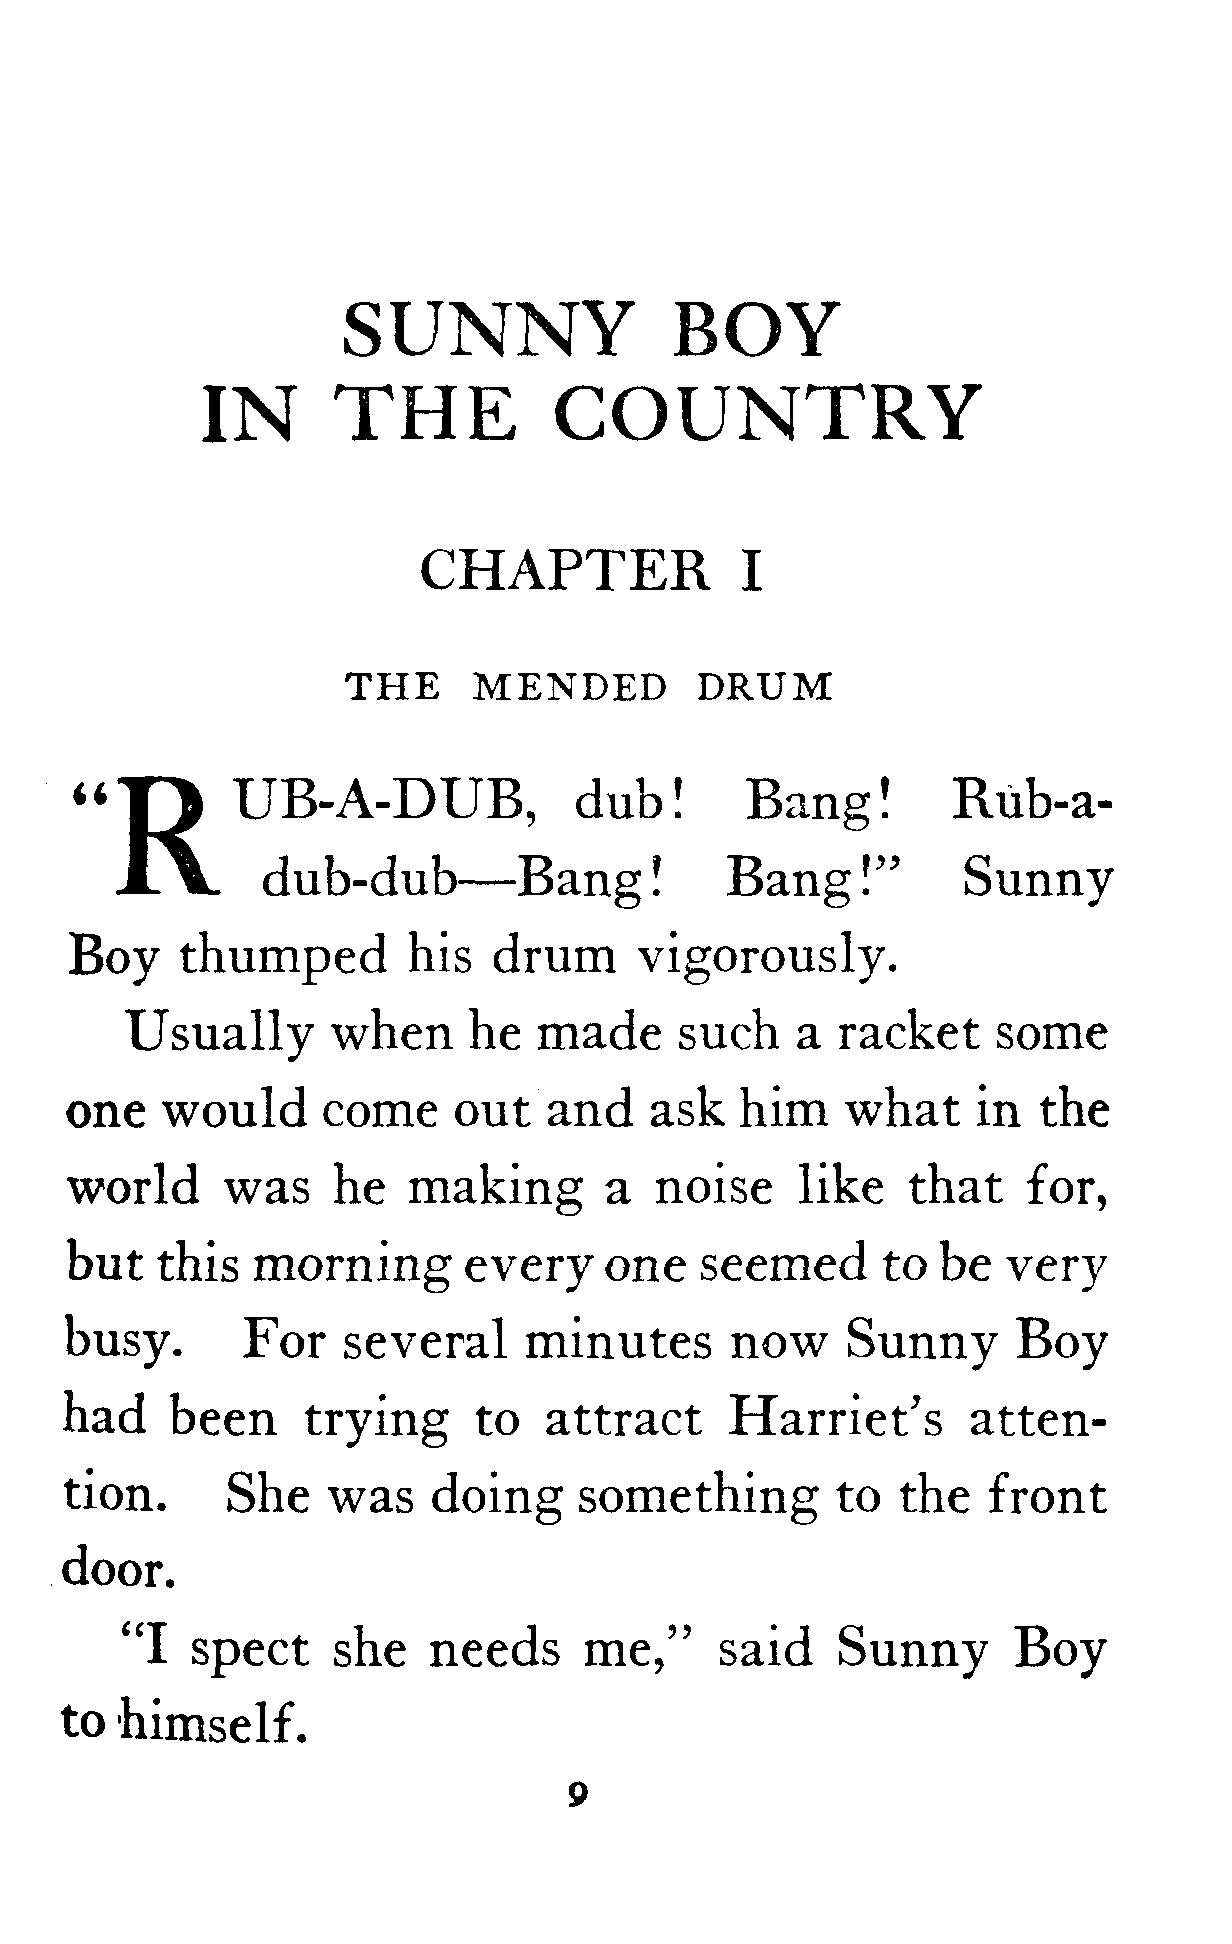 SUNNY BOY
IN THE COUNTRY
CHAPTER I
THE MENDED DRUM
“RUB-A-DUB, dub! Bang! Rub-a-
dub-dub—Bang! Bang!” Sunny
Boy thumped his drum vigorously.
Usually when he made such a racket some
one would come out and ask him what in the
world was he making a noise like that for,
but this morning every one seemed to be very
busy. For several minutes now Sunny Boy
had been trying to attract Harriet’s atten-
tion. She was doing something to the front
door.
“I spect she needs me,” said Sunny Boy
to himself.
9